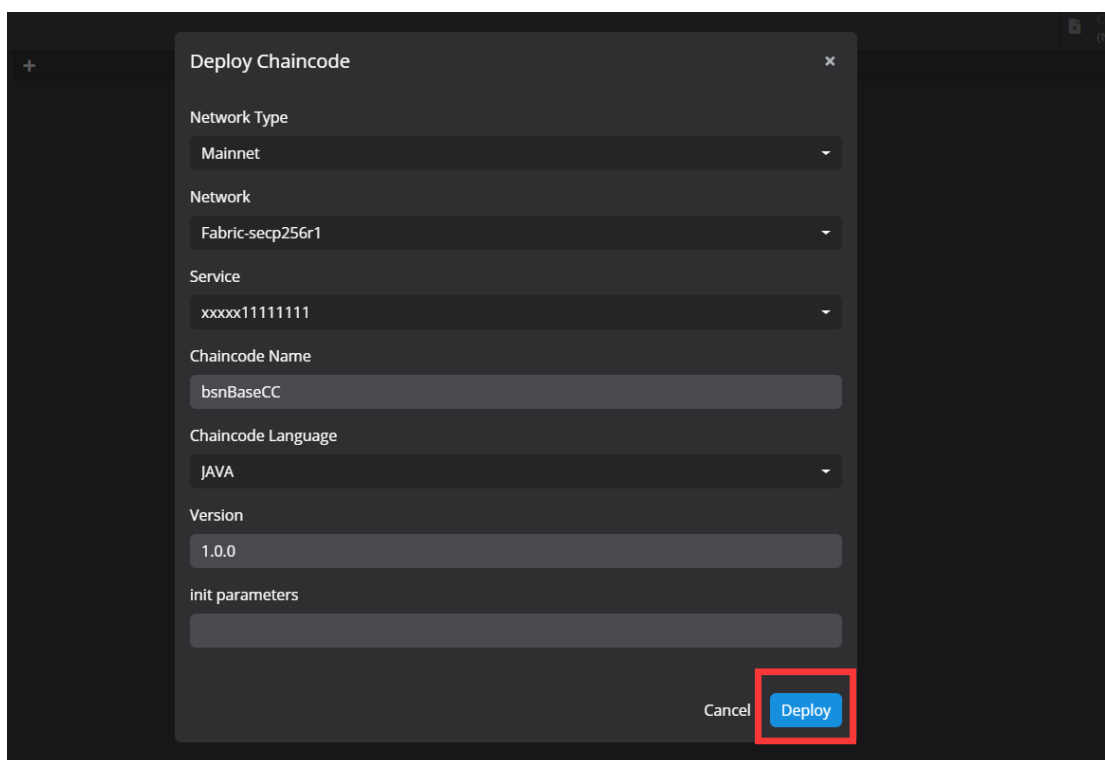 Deploy Chaincode
Network Type
Mainnet
Network
Fabric-secp256r1
Service
xxxxx11111111
Chaincode Name
bsnBaseCC
Chaincode Language
JAVA
Version
1.0.0
init parameters
Cancel
Deploy